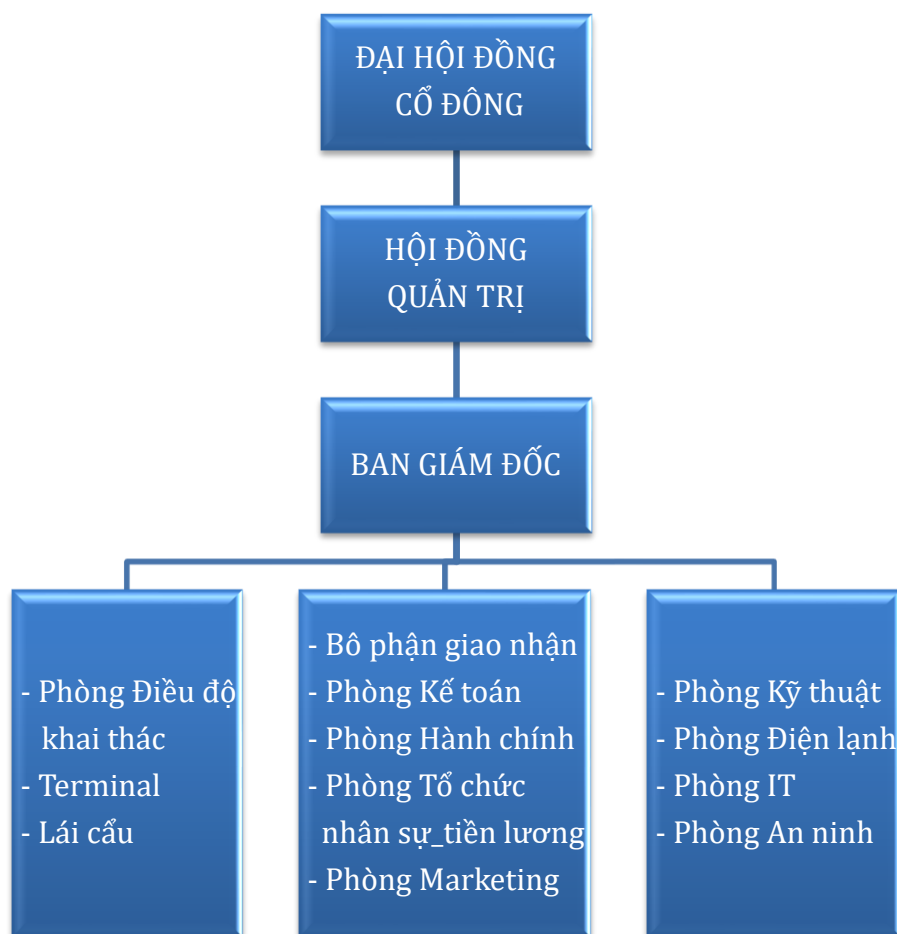 ĐẠI HỘI ĐỒNG
CỔ ĐÔNG
HỘI ĐỒNG
QUẢN TRỊ
BAN GIÁM ĐỐC
- Phòng Điều độ
khai thác
- Terminal
- Lái cẩu
- Bô phận giao nhận
- Phòng Kế toán
- Phòng Hành chính
- Phòng Tổ chức
nhân sự_tiền lương
- Phòng Marketing
- Phòng Kỹ thuật
- Phòng Điện lạnh
- Phòng IT
- Phòng An ninh